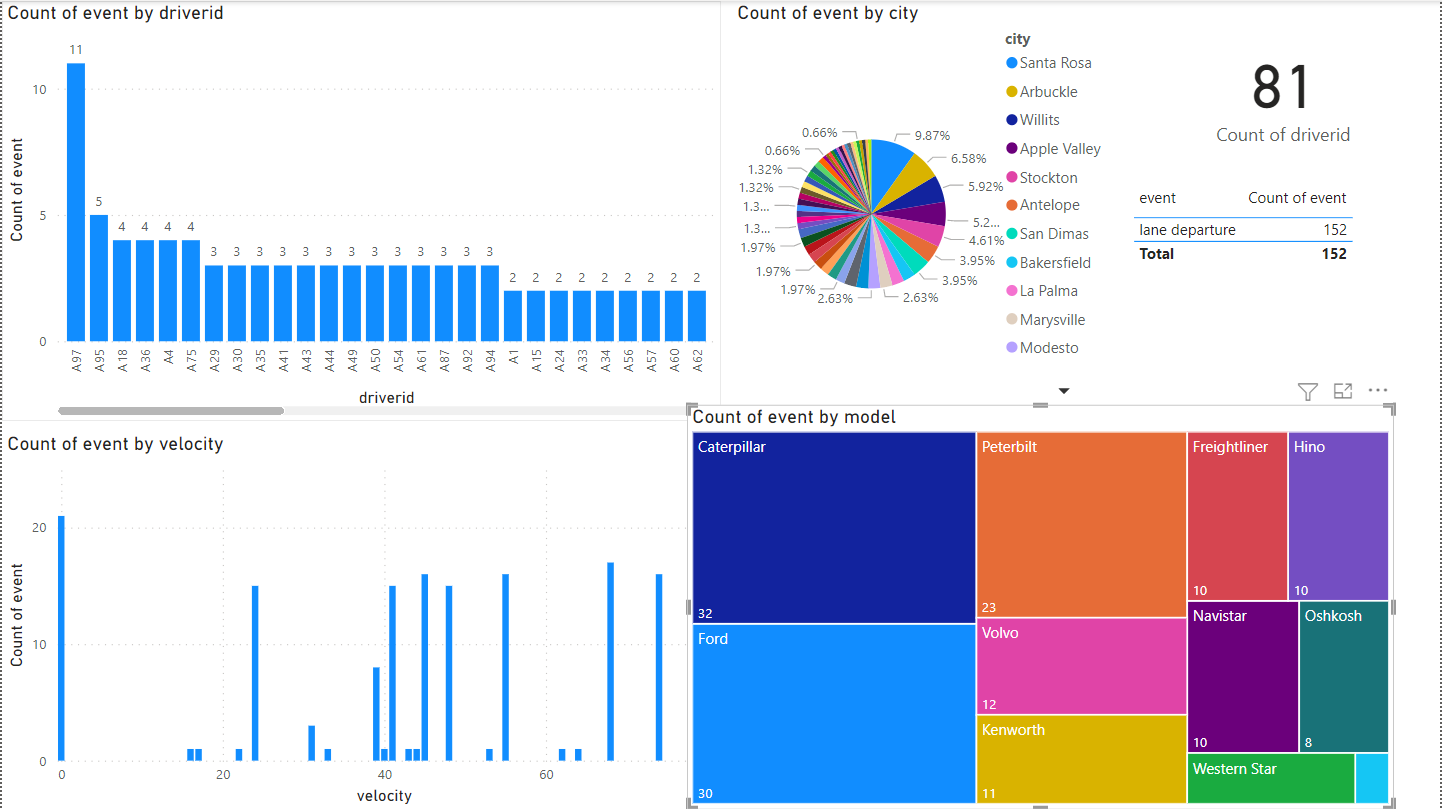 Count of event by driverid
11
5
4
4
4
4
3
3
3
3
3
3
3
3
3
3
3
3
3
2
2
2
2
2
2
2
2
2
10
5
0
Count of event
A97
A95
A18
A36
A4
A75
A29
A30
A35
A41
A43
A44
A49
A50
A54
A61
A87
A92
A94
A1
A15
A24
A33
A34
A56
A57
A60
A62
driverid
Count of event by city
9.87%
6.58%
5.92%
5.2...
4.61%
3.95%
3.95%
2.63%
2.63%
1.97%
1.97%
1.97%
1.3...
1.3...
1.32%
1.32%
0.66%
0.66%
city
Santa Rosa
Arbuckle
Willits
Apple Valley
Stockton
Antelope
San Dimas
Bakersfield
La Palma
Marysville
Modesto
81
Count of driverid
event Count of event
lane departure 152
Total 152
Count of event by velocity
20
10
0
Count of event
0
20
40
60
velocity
Count of event by model
Caterpillar
32
Ford
30
Peterbilt
23
Volvo
12
Kenworth
11
Freightliner
10
Hino
10
Navistar
10
Oshkosh
8
Western Star